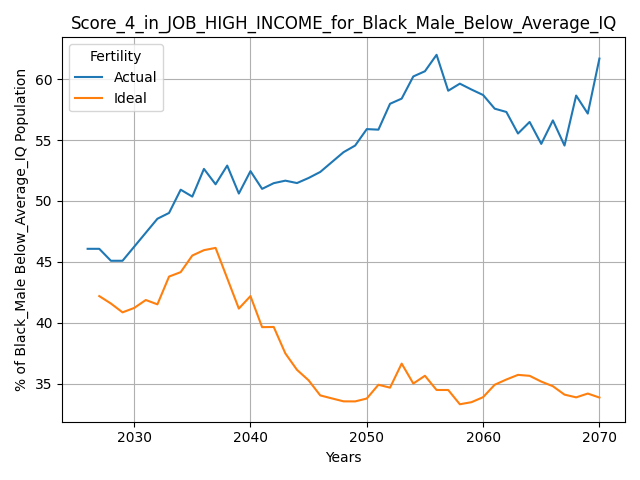 Score_4_in_JOB_HIGH_INCOME_for_Black_Male_Below_Average_IQ
Fertility
Actual
Ideal
% of Black_Male Below_Average_IQ Population
60
55
50
45
40
35
2030
2040
2050
2060
2070
Years